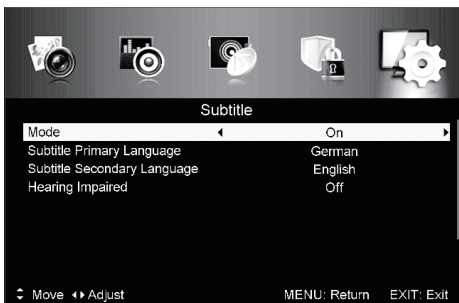 Subtitle
Mode On
Subtitle Primary Language German
Subtitle Secondary Language English
Hearing Impaired Off
Move Adjust MENU: Return EXIT: Exit